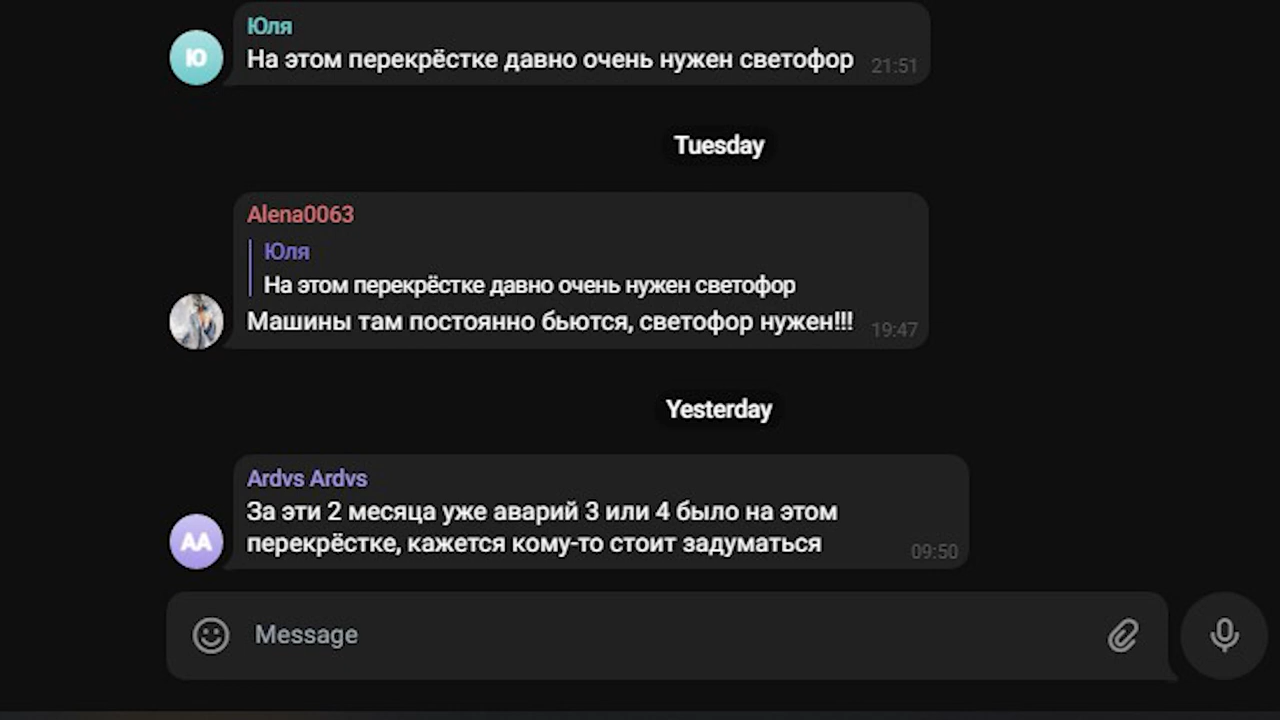 Юля
Ю
На этом перекрёстке давно очень нужен светофор
21:51
Tuesday
Alena0063
Юля
На этом перекрёстке давно очень нужен светофор
Машины там постоянно бьются, светофор нужен!!!
19:47
Yesterday
Ardvs Ardvs
За эти 2 месяца уже аварий 3 или 4 было на этом
AA
перекрёстке, кажется кому-то стоит задуматься
09:50
Message